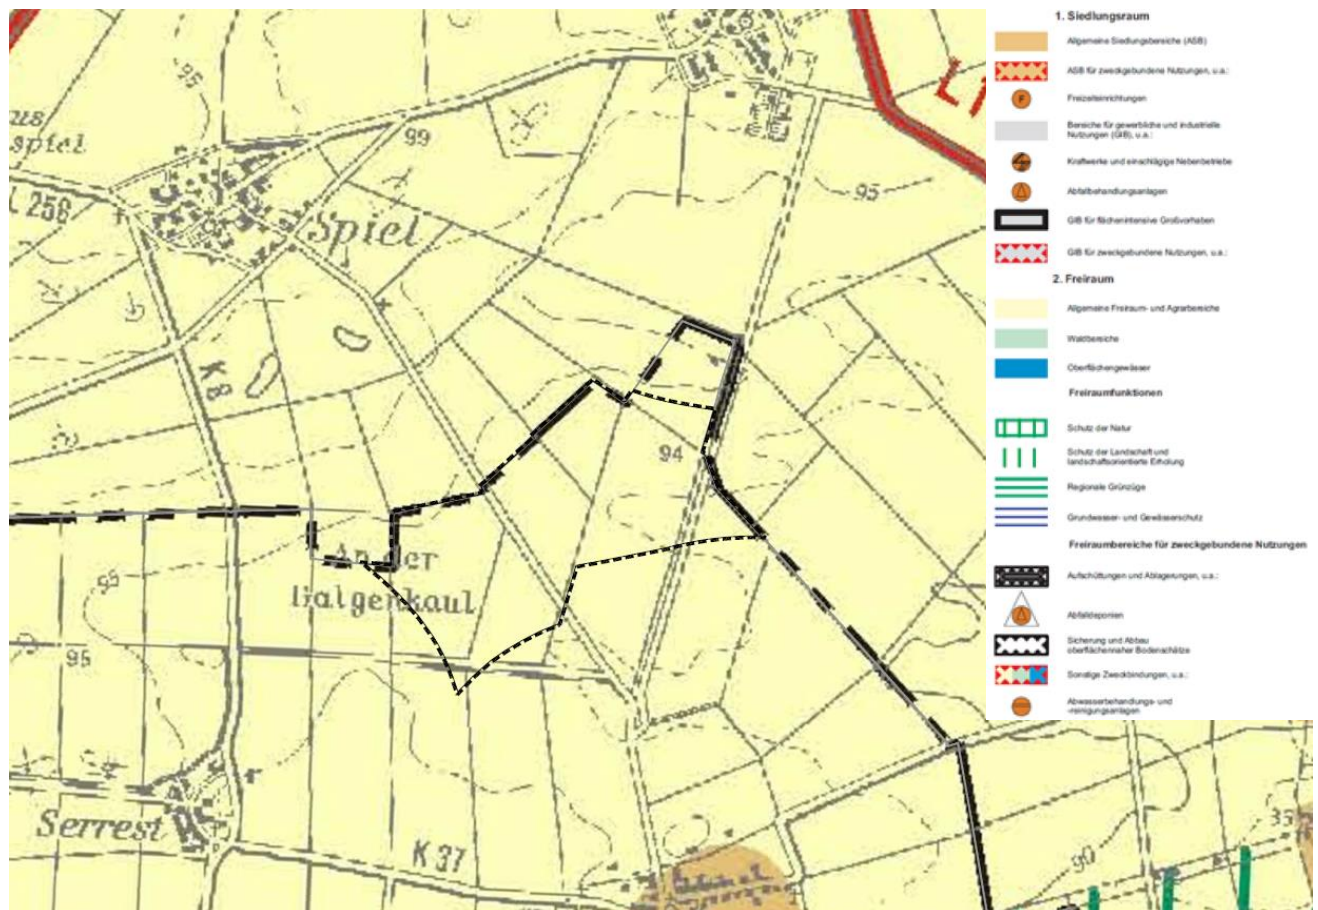 95
us
spiel
L 256
99
Spiel
95
K 8
94
An der
Galgenkaul
95
95
Serrest
K 37
90
35
1. Siedlungsraum
Allgemeine Siedlungsbereiche (ASB)
ASB für zweckgebundene Nutzungen, u.a.:
F
Freizeiteinrichtungen
Bereiche für gewerbliche und industrielle
Nutzungen (GIB), u.a.:
Kraftwerke und einschlägige Nebenbetriebe
Abfallbehandlungsanlagen
GIB für flächenintensive Großvorhaben
GIB für zweckgebundene Nutzungen, u.a.:
2. Freiraum
Allgemeine Freiraum- und Agrarbereiche
Waldbereiche
Oberflächengewässer
Freiraumfunktionen
Schutz der Natur
Schutz der Landschaft und
landschaftsorientierte Erholung
Regionale Grünzüge
Grundwasser- und Gewässerschutz
Freiraumbereiche für zweckgebundene Nutzungen
Aufschüttungen und Ablagerungen, u.a.:
Abfalldeponien
Sicherung und Abbau
oberflächennaher Bodenschätze
Sonstige Zweckbindungen, u.a.:
Abwasserbehandlungs- und
-reinigungsanlagen